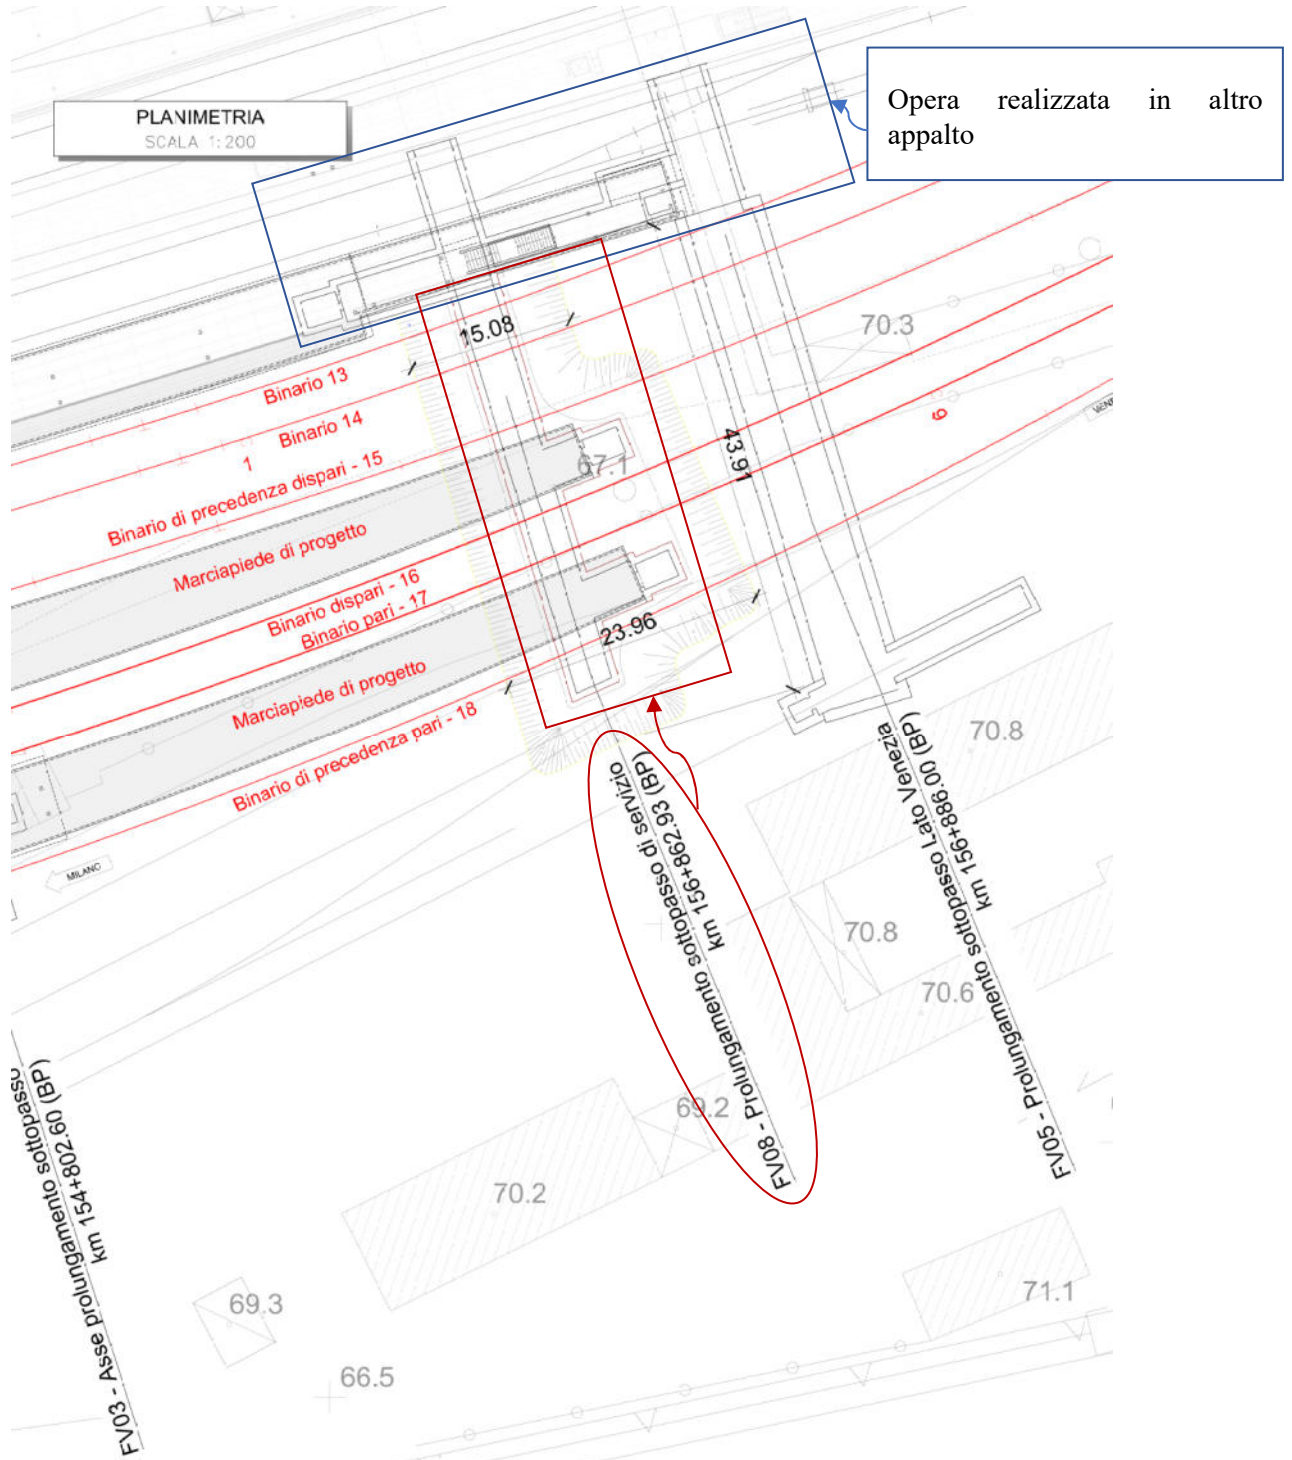 PLANIMETRIA
SCALA 1:200
Opera realizzata in altro
appalto
15.08
70.3
Binario 13
Binario 14
1
Binario di precedenza dispari - 15
67.1
43.91
9
Marciapiede di progetto
Binario dispari - 16
Binario pari - 17
23.96
Marciapiede di progetto
Binario di precedenza pari - 18
MILANO
70.8
FV08 - Prolungamento sottopasso di servizio
km 156+862.93 (BP)
FV05 - Prolungamento sottopasso Lato Venezia
km 156+886.00 (BP)
70.8
70.6
69.2
70.2
FV03 - Asse prolungamento sottopasso
km 154+802.60 (BP)
69.3
71.1
66.5